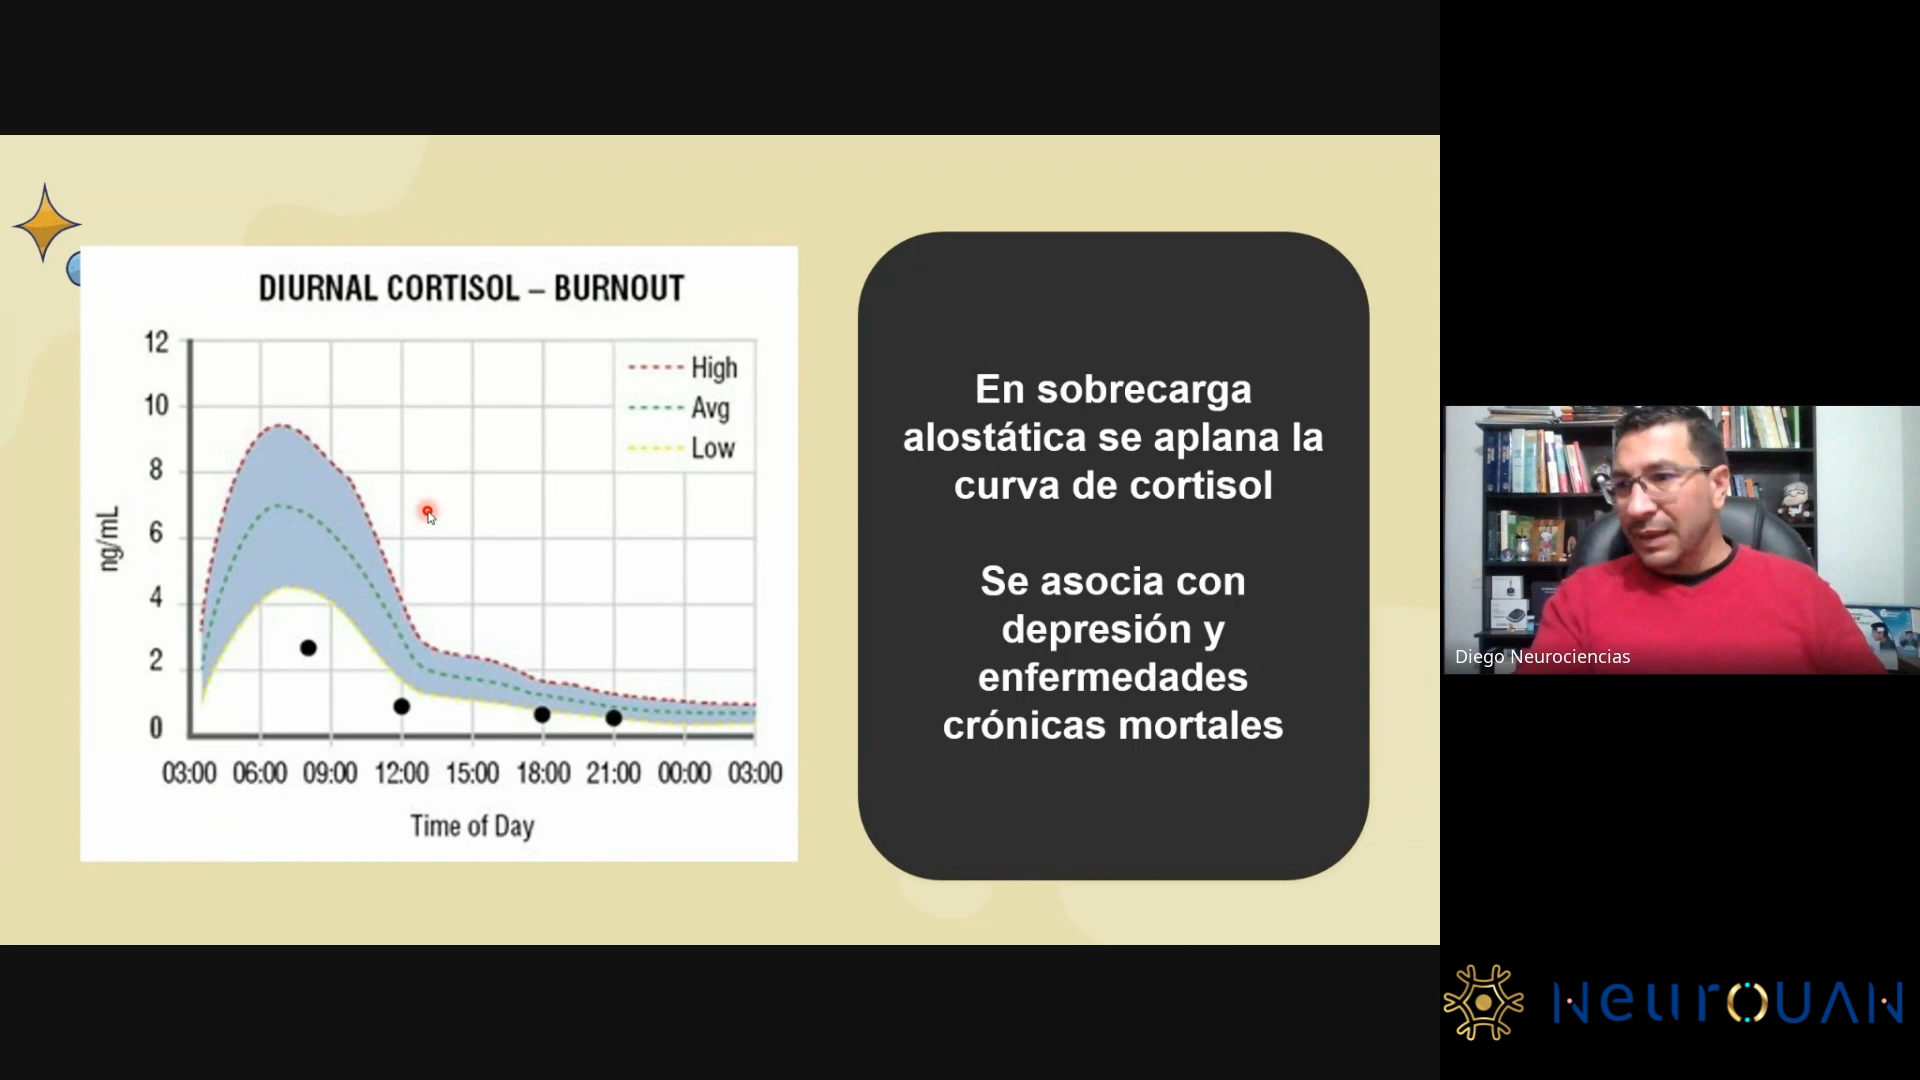 DIURNAL CORTISOL – BURNOUT
High
Avg
Low
12
10
8
6
4
2
0
ng/mL
03:00 06:00 09:00 12:00 15:00 18:00 21:00 00:00 03:00
Time of Day
En sobrecarga
alostática se aplana la
curva de cortisol
Se asocia con
depresión y
enfermedades
crónicas mortales
Diego Neurociencias
NeurOUAN